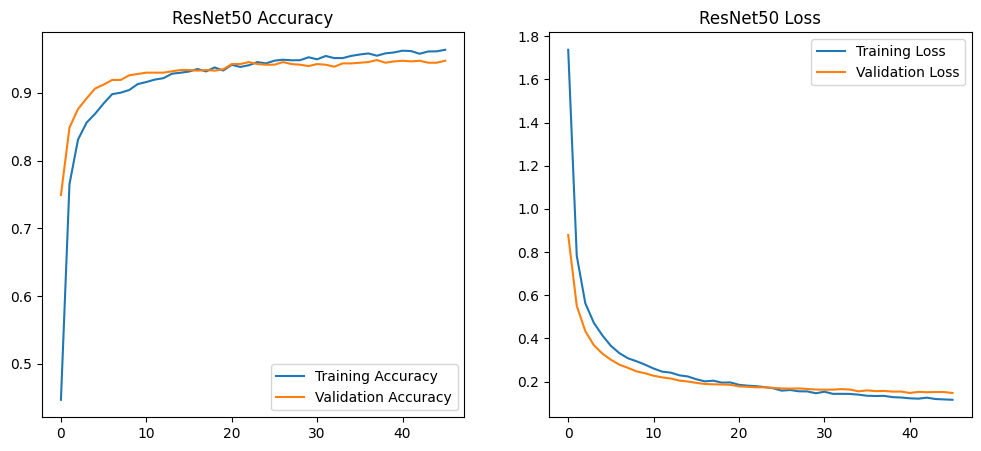 ResNet50 Accuracy
0.9
0.8
0.7
0.6
0.5
0 10 20 30 40
Training Accuracy
Validation Accuracy
ResNet50 Loss
1.8
1.6
1.4
1.2
1.0
0.8
0.6
0.4
0.2
0 10 20 30 40
Training Loss
Validation Loss